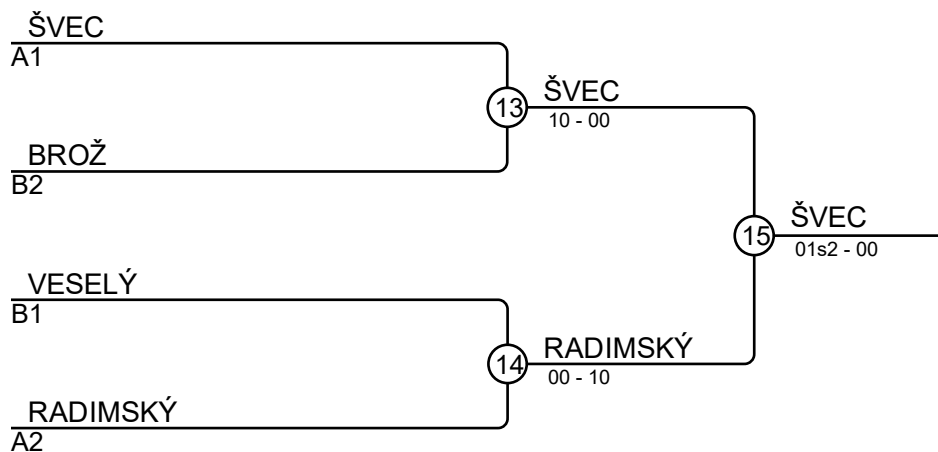 ŠVEC
A1
13
ŠVEC
10 - 00
BROŽ
B2
15
ŠVEC
01s2 - 00
VESELÝ
B1
14
RADIMSKÝ
00 - 10
RADIMSKÝ
A2